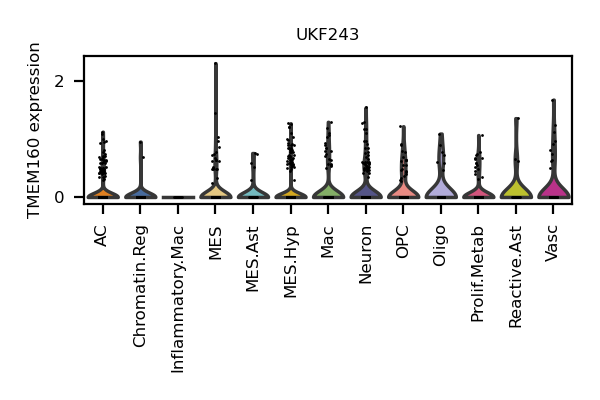 UKF243
TMEM160 expression
2
0
AC
Chromatin.Reg
Inflammatory.Mac
MES
MES.Ast
MES.Hyp
Mac
Neuron
OPC
Oligo
Prolif.Metab
Reactive.Ast
Vasc